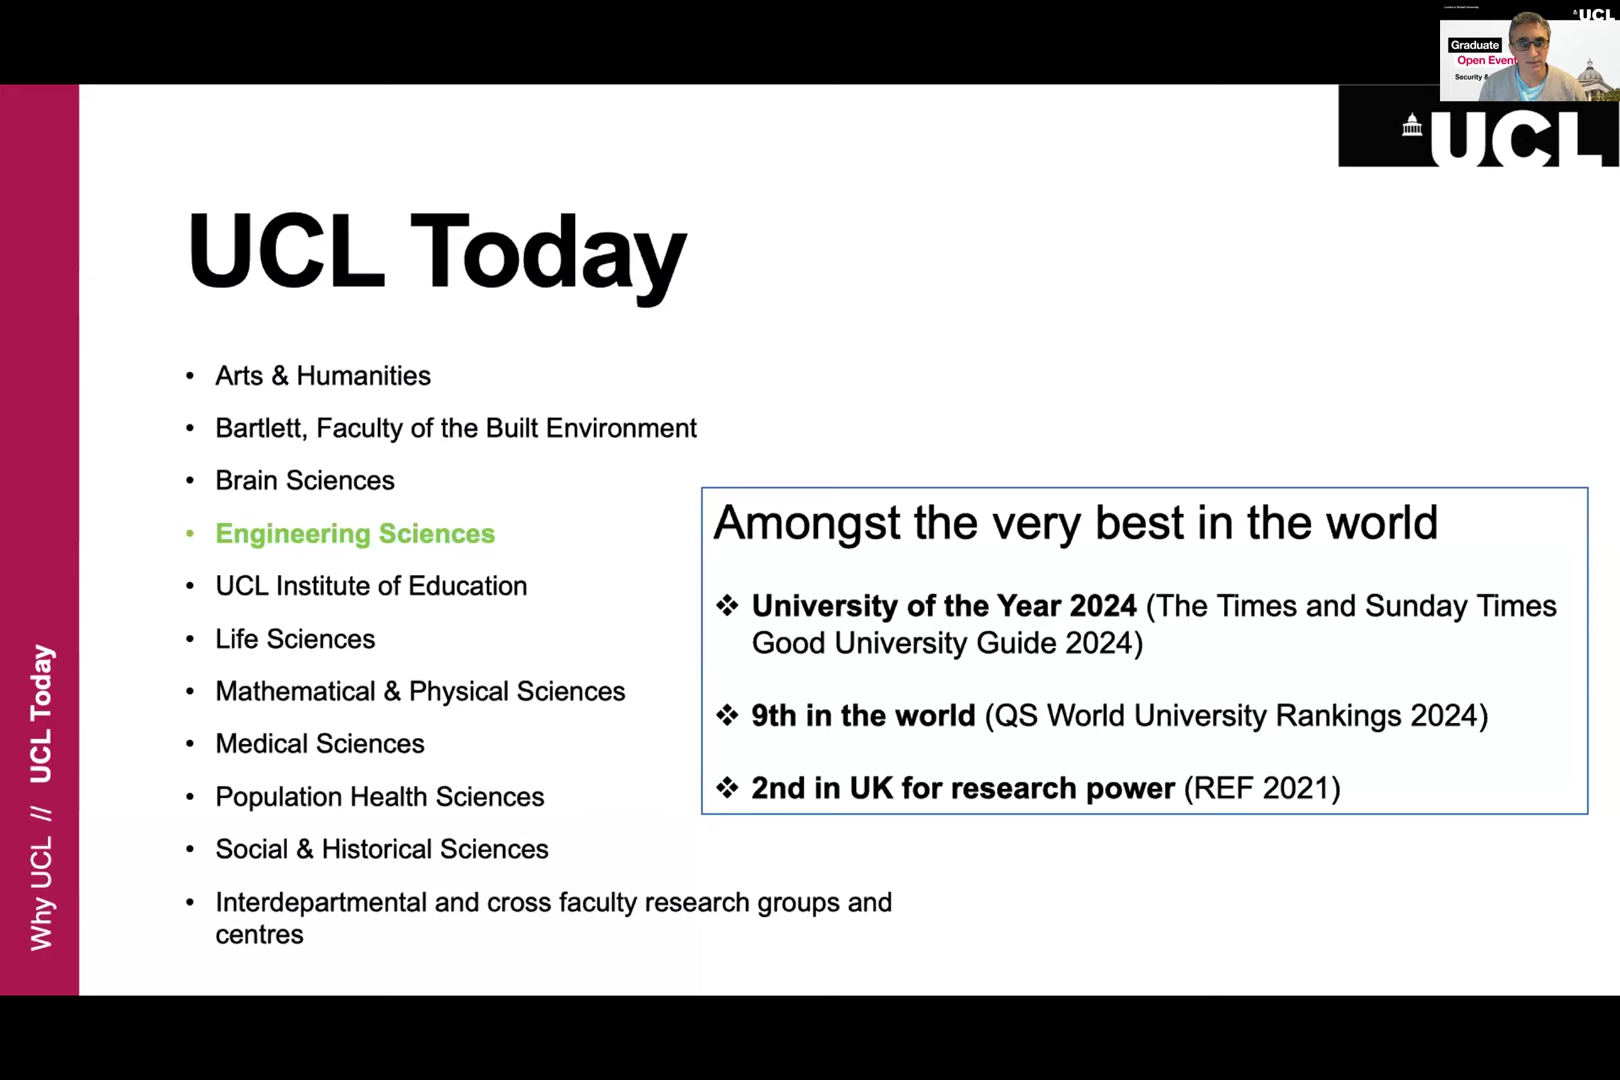 UCL
Graduate
Open Event
Security &
UCL
UCL Today
• Arts & Humanities
• Bartlett, Faculty of the Built Environment
• Brain Sciences
• Engineering Sciences
• UCL Institute of Education
• Life Sciences
• Mathematical & Physical Sciences
• Medical Sciences
• Population Health Sciences
• Social & Historical Sciences
• Interdepartmental and cross faculty research groups and
centres
Amongst the very best in the world
❖ University of the Year 2024 (The Times and Sunday Times
Good University Guide 2024)
❖ 9th in the world (QS World University Rankings 2024)
❖ 2nd in UK for research power (REF 2021)
Why UCL // UCL Today